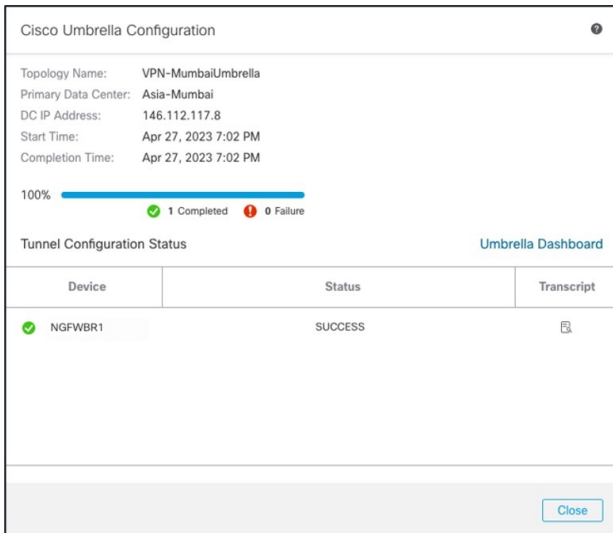 Cisco Umbrella Configuration
Topology Name: VPN-MumbaiUmbrella
Primary Data Center: Asia-Mumbai
DC IP Address: 146.112.117.8
Start Time: Apr 27, 2023 7:02 PM
Completion Time: Apr 27, 2023 7:02 PM
100%
1 Completed 0 Failure
Tunnel Configuration Status Umbrella Dashboard
Device Status Transcript
NGFWBR1 SUCCESS
Close